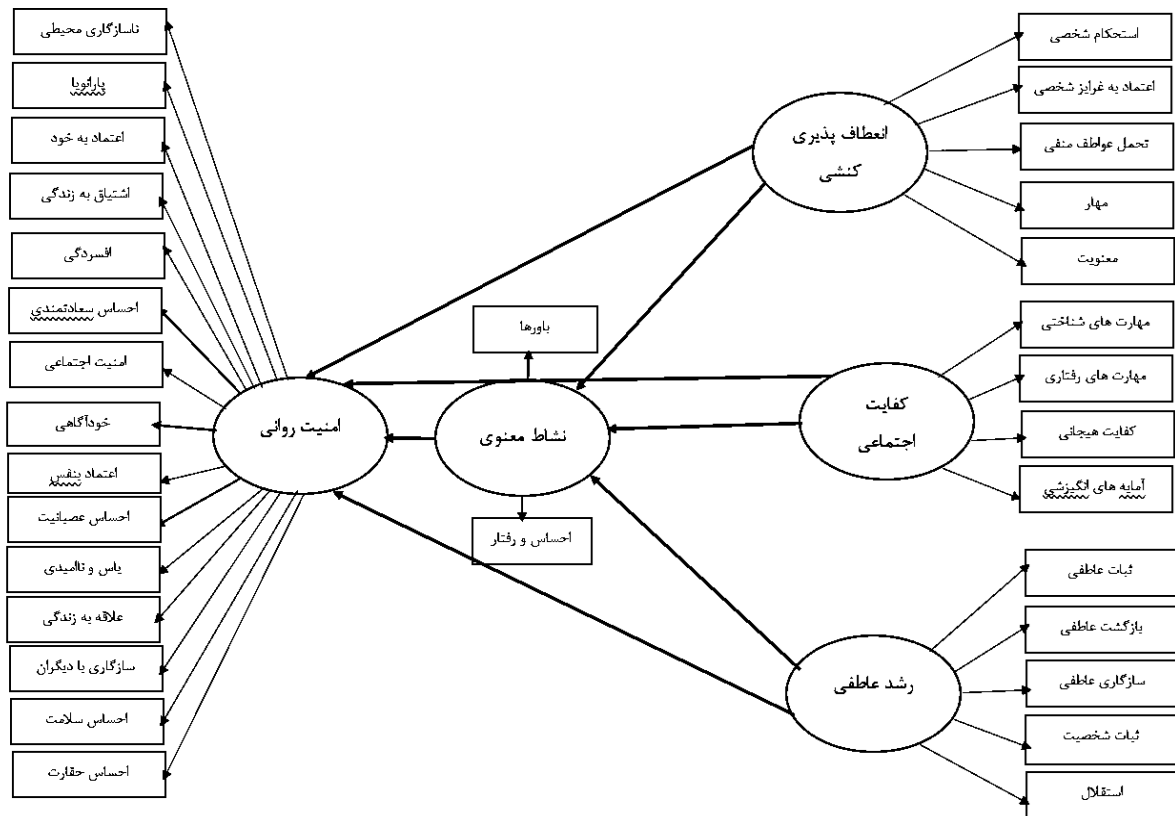 استحکام شخصی
اعتماد به غرایز شخصی
تحمل عواطف منفی
مهار
معنویت
انعطاف پذیری
کنشی
مهارت های شناختی
مهارت های رفتاری
کفایت هیجانی
آمایه های انگیزشی
کفایت
اجتماعی
ثبات عاطفی
بازگشت عاطفی
سازگاری عاطفی
ثبات شخصیت
استقلال
رشد عاطفی
باورها
نشاط معنوی
احساس و رفتار
امنیت روانی
ناسازگاری محیطی
پارانویا
اعتماد به خود
اشتیاق به زندگی
افسردگی
احساس سعادتمندی
امنیت اجتماعی
خودآگاهی
اعتماد بنفس
احساس عصبانیت
یاس و ناامیدی
علاقه به زندگی
سازگاری با دیگران
احساس سلامت
احساس حقارت